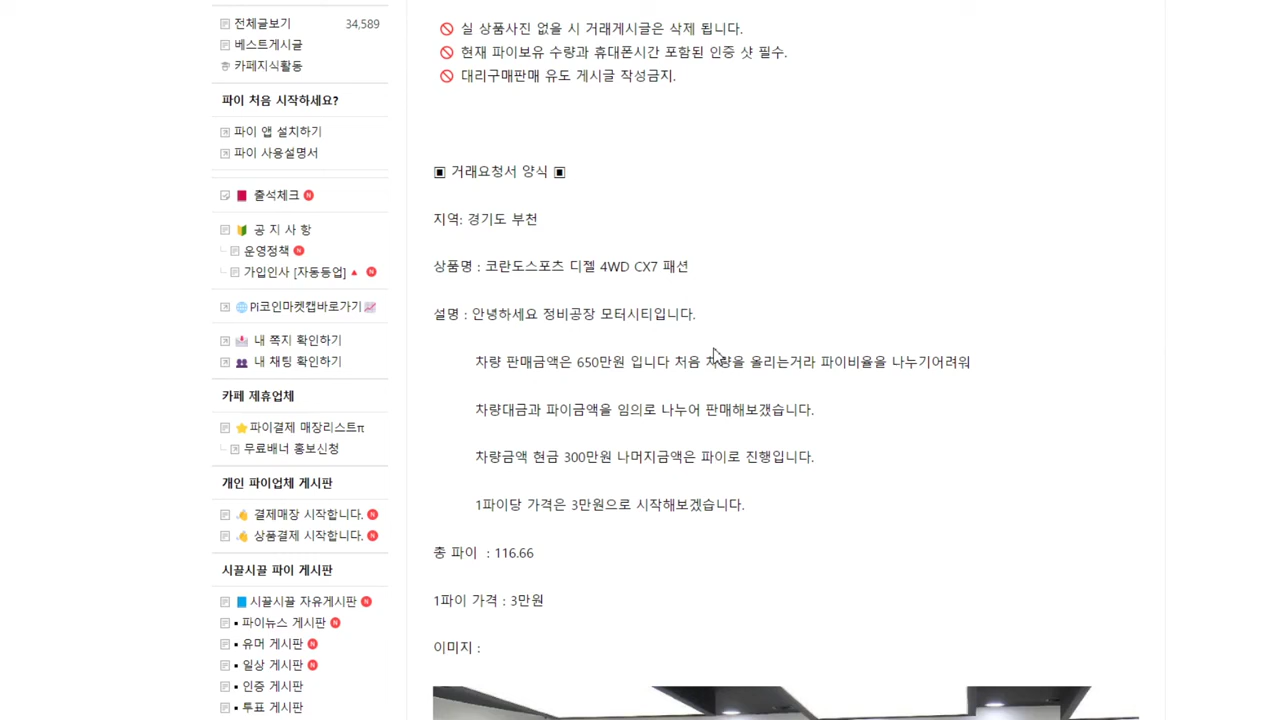 전체글보기 34,589
베스트게시글
카페지식활동
파이 처음 시작하세요?
파이 앱 설치하기
파이 사용설명서
출석체크 N
공 지 사 항
운영정책 N
가입인사 [자동등업] N
PI코인마켓캡바로가기
내 쪽지 확인하기
내 채팅 확인하기
카페 제휴업체
파이결제 매장리스트π
무료배너 홍보신청
개인 파이업체 게시판
결제매장 시작합니다. N
상품결제 시작합니다. N
시끌시끌 파이 게시판
시끌시끌 자유게시판 N
▪ 파이뉴스 게시판 N
▪ 유머 게시판 N
▪ 일상 게시판 N
▪ 인증 게시판
▪ 투표 게시판
실 상품사진 없을 시 거래게시글은 삭제 됩니다.
현재 파이보유 수량과 휴대폰시간 포함된 인증 샷 필수.
대리구매판매 유도 게시글 작성금지.
▣ 거래요청서 양식 ▣
지역: 경기도 부천
상품명 : 코란도스포츠 디젤 4WD CX7 패션
설명 : 안녕하세요 정비공장 모터시티입니다.
차량 판매금액은 650만원 입니다 처음 차량을 올리는거라 파이비율을 나누기어려워
차량대금과 파이금액을 임의로 나누어 판매해보갰습니다.
차량금액 현금 300만원 나머지금액은 파이로 진행입니다.
1파이당 가격은 3만원으로 시작해보겠습니다.
총 파이 : 116.66
1파이 가격 : 3만원
이미지 :